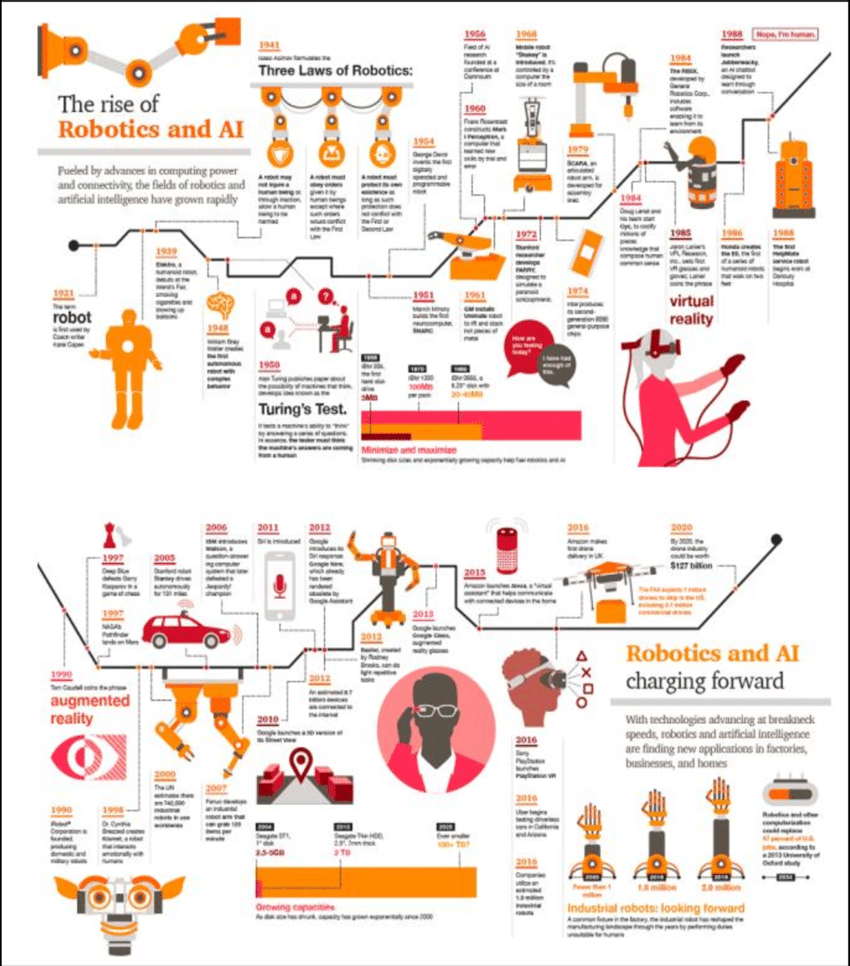 The rise of
Robotics and AI
Fueled by advances in computing power
and connectivity, the fields of robotics and
artificial intelligence have grown rapidly
1921
The term
robot
is first used by
Czech writer
1939
Elektro, a
humanoid robot,
debuts at the
World's Fair,
smoking
cigarettes and
blowing up
balloons
1948
William Grey
Walter creates
the first
autonomous
robot with
complex
behavior
1941
Isaac Asimov formulates the
Three Laws of Robotics:
A robot may
not injure a
human being or,
through inaction,
allow a human
being to be
harmed
A robot must
obey orders
given it by
human beings
except where
such orders
would conflict
with the First
Law
A robot must
protect its own
existence as
long as such
protection does
not conflict with
the First or
Second Law
a
?
1950
Alan Turing publishes paper about
the possibility of machines that think,
develops idea known as the
Turing's Test.
It tests a machine's ability to "think"
by answering a series of questions.
In essence, the tester must think
the machine's answers are coming
from a human
1954
George Devol
invents the first
digitally
operated and
programmable
robot
1951
Marvin Minsky
builds the first
neurocomputer,
SNARC
1956
Field of AI
research
founded at a
conference at
Dartmouth
1960
Frank Rosenblatt
constructs Mark
I Perceptron, a
computer that
learned new
skills by trial and
error
1961
GM installs
Unimate robot
to lift and stack
hot pieces of
metal
1968
Mobile robot
"Shakey" is
introduced. It's
controlled by a
computer the
size of a room
1972
Stanford
researcher
develops
PARRY,
designed to
simulate a
paranoid
schizophrenic.
How are
you feeling
today?
I have had
enough of
this.
1979
SCARA, an
articulated
robot arm, is
developed for
assembly
lines
1974
Intel produces its
second-
generation 8080
general-purpose
chips
1984
developed by
General
Robotics Corp.,
includes
software
enabling it to
learn from its
environment
1984
Doug Lenat and
his team start
Cyc, to codify
millions of
pieces
knowledge that
compose human
common sense
1985
Jaron Lanier's
VPL Research,
Inc., sells first
VR glasses and
gloves; Lanier
coins the phrase
virtual
reality
1988
Researchers
launch
Jabberwacky,
an AI chatbot
designed to
learn through
conversation
Nope, I'm human.
1986
Honda creates
the E0, the first
of a series of
humanoid robots
that walk on two
feet
1988
The first
HelpMate
service robot
begins work at
Danbury
Hospital
the first
hard disk
drive
5MB
100MB
per pack
20-40MB
Minimize and maximize
Shrinking disk sizes and exponentially growing capacity help fuel robotics and AI
1990
Tom Caudell coins the phrase
augmented
reality
1990
iRobot
Corporation is
founded,
producing
domestic and
military robots
1997
Deep Blue
defeats Garry
Kasparov in a
game of chess
1997
NASA's
Pathfinder
lands on Mars
1998
Dr. Cynthia
Breazeal creates
Kismet, a robot
that interacts
emotionally with
humans
2005
Stanford robot
Stanley drives
autonomously
for 131 miles
2000
The UN
estimates there
are 742,500
industrial
robots in use
worldwide
2006
IBM introduces
Watson, a
question-answer
ing computer
system that later
defeated a
Jeopardy!
champion
2007
Fanuc develops
an industrial
robot arm that
can grab 120
items per
minute
2011
Siri is introduced
2010
Google launches a 3D version of
its Street View
2012
Google
introduces its
Siri response:
Google Now,
which already
has been
rendered
obsolete by
Google Assistant
2012
An estimated 8.7
billion devices
are connected to
the internet
2012
Baxter, created
by Rodney
Brooks, can do
light repetitive
tasks
2013
Google launches
Google Glass,
augmented
reality glasses
2015
Amazon launches Alexa, a "virtual
assistant" that helps communicate
with connected devices in the home
2016
Amazon makes
first drone
delivery in UK
2020
By 2020, the
drone industry
could be worth
$127 billion
The FAA expects 7 million
drones to ship in the US,
including 2.7 million
commercial drones
2016
Sony
PlayStation
launches
PlayStation VR
2016
Uber begins
testing driverless
cars in California
and Arizona
2016
Companies
utilize an
estimated
1.8 million
industrial
robots
Robotics and AI
charging forward
With technologies advancing at breakneck
speeds, robotics and artificial intelligence
are finding new applications in factories,
businesses, and homes
Seagate ST1,
1" disk
2.5-5GB
Seagate Thin HDD,
2.5", 7mm thick
2 TB
Even smaller
100+ TB?
Growing capacities
As disk size has shrunk, capacity has grown exponentially since 2000
Fewer than 1
million
1.8 million
2.0 million
Industrial robots: looking forward
A common fixture in the factory, the industrial robot has reshaped the
manufacturing landscape through the years by performing duties
unsuitable for humans
Robotics and other
computerization
could replace
47 percent of U.S.
jobs, according to
a 2013 University of
Oxford study